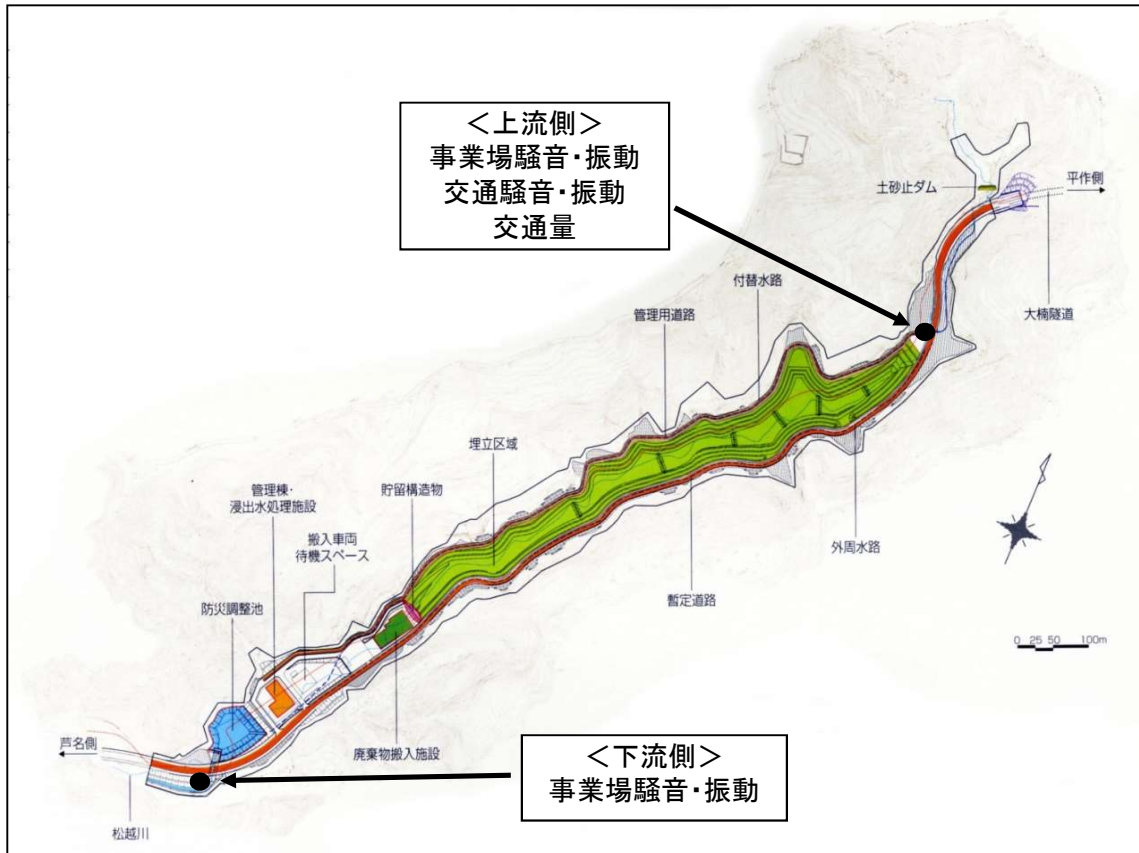 ＜上流側＞
事業場騒音・振動
交通騒音・振動
交通量
土砂止ダム
平作側
大楠隧道
付替水路
管理用道路
埋立区域
貯留構造物
管理棟・
浸出水処理施設
搬入車両
待機スペース
防災調整池
外周水路
暫定道路
0 25 50 100m
芦名側
廃棄物搬入施設
＜下流側＞
事業場騒音・振動
松越川